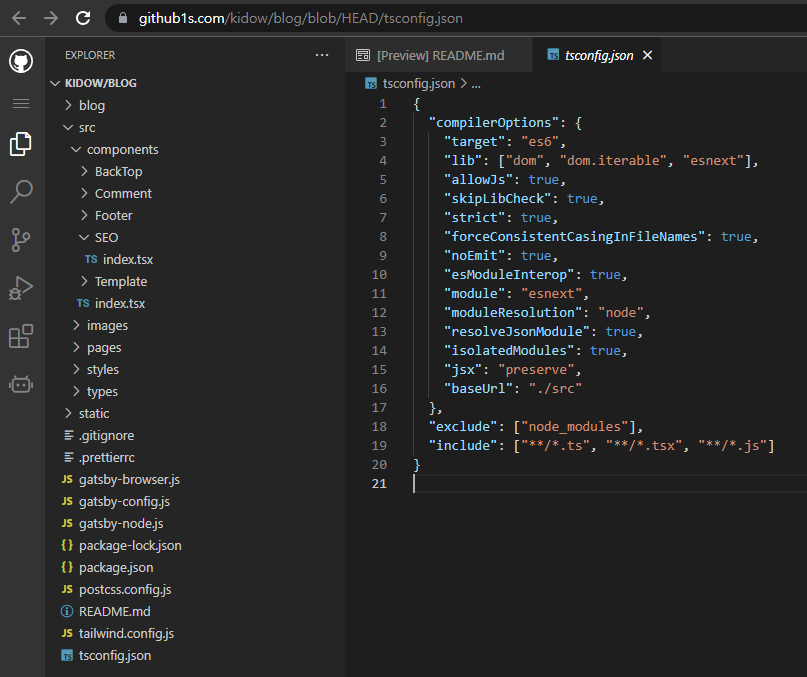 github1s.com/kidow/blog/blob/HEAD/tsconfig.json
EXPLORER
KIDOW/BLOG
blog
src
components
BackTop
Comment
Footer
SEO
TS index.tsx
Template
TS index.tsx
images
pages
styles
types
static
.gitignore
.prettierrc
JS gatsby-browser.js
JS gatsby-config.js
JS gatsby-node.js
{} package-lock.json
{} package.json
JS postcss.config.js
README.md
JS tailwind.config.js
TS tsconfig.json
[Preview] README.md
TS tsconfig.json
TS tsconfig.json > ...
1 {
2 "compilerOptions": {
3 "target": "es6",
4 "lib": ["dom", "dom.iterable", "esnext"],
5 "allowJs": true,
6 "skipLibCheck": true,
7 "strict": true,
8 "forceConsistentCasingInFileNames": true,
9 "noEmit": true,
10 "esModuleInterop": true,
11 "module": "esnext",
12 "moduleResolution": "node",
13 "resolveJsonModule": true,
14 "isolatedModules": true,
15 "jsx": "preserve",
16 "baseUrl": "./src"
17 },
18 "exclude": ["node_modules"],
19 "include": ["**/*.ts", "**/*.tsx", "**/*.js"]
20 }
21